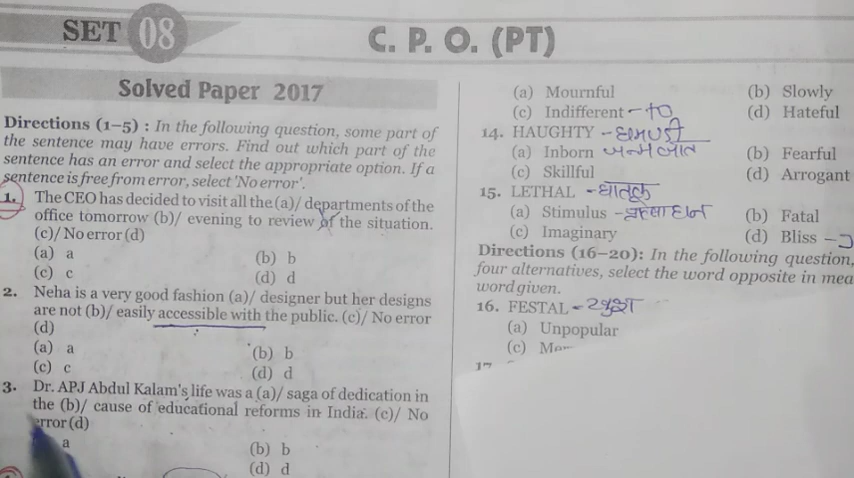 SET 08
C. P. O. (PT)
Solved Paper 2017
Directions (1–5) : In the following question, some part of
the sentence may have errors. Find out which part of the
sentence has an error and select the appropriate option. If a
sentence is free from error, select 'No error'.
1. The CEO has decided to visit all the (a)/ departments of the
office tomorrow (b)/ evening to review of the situation.
(c)/ No error (d)
(a) a (b) b
(c) c (d) d
2. Neha is a very good fashion (a)/ designer but her designs
are not (b)/ easily accessible with the public. (c)/ No error
(d)
(a) a (b) b
(c) c (d) d
3. Dr. APJ Abdul Kalam's life was a (a)/ saga of dedication in
the (b)/ cause of educational reforms in India. (c)/ No
error (d)
a (b) b
(d) d
(a) Mournful (b) Slowly
(c) Indifferent (d) Hateful
14. HAUGHTY - घमण्डी
(a) Inborn जन्मजात (b) Fearful
(c) Skillful (d) Arrogant
15. LETHAL - घातक
(a) Stimulus (b) Fatal
(c) Imaginary (d) Bliss
Directions (16–20): In the following question,
four alternatives, select the word opposite in mea
word given.
16. FESTAL - खुश
(a) Unpopular
(c)
17